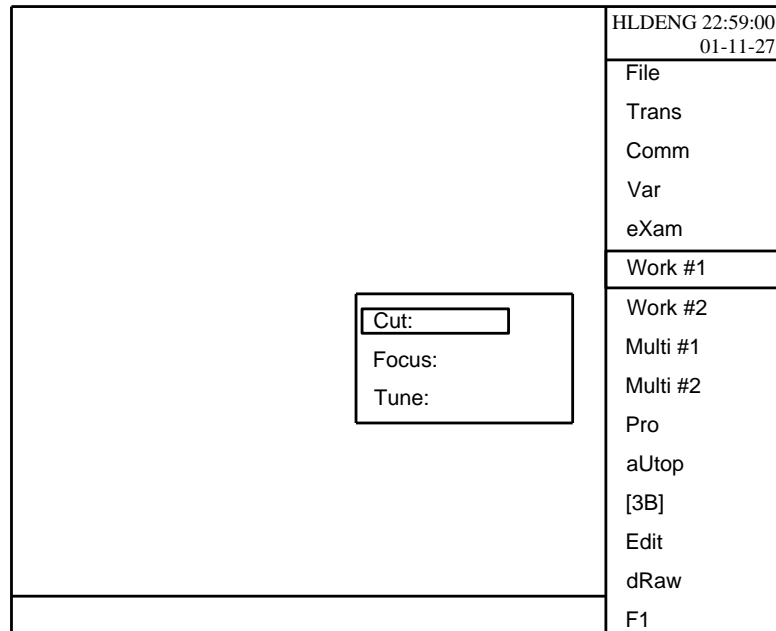 HLDENG 22:59:00
01-11-27
File
Trans
Comm
Var
eXam
Work #1
Work #2
Multi #1
Multi #2
Pro
aUtop
[3B]
Edit
dRaw
F1
Cut:
Focus:
Tune: